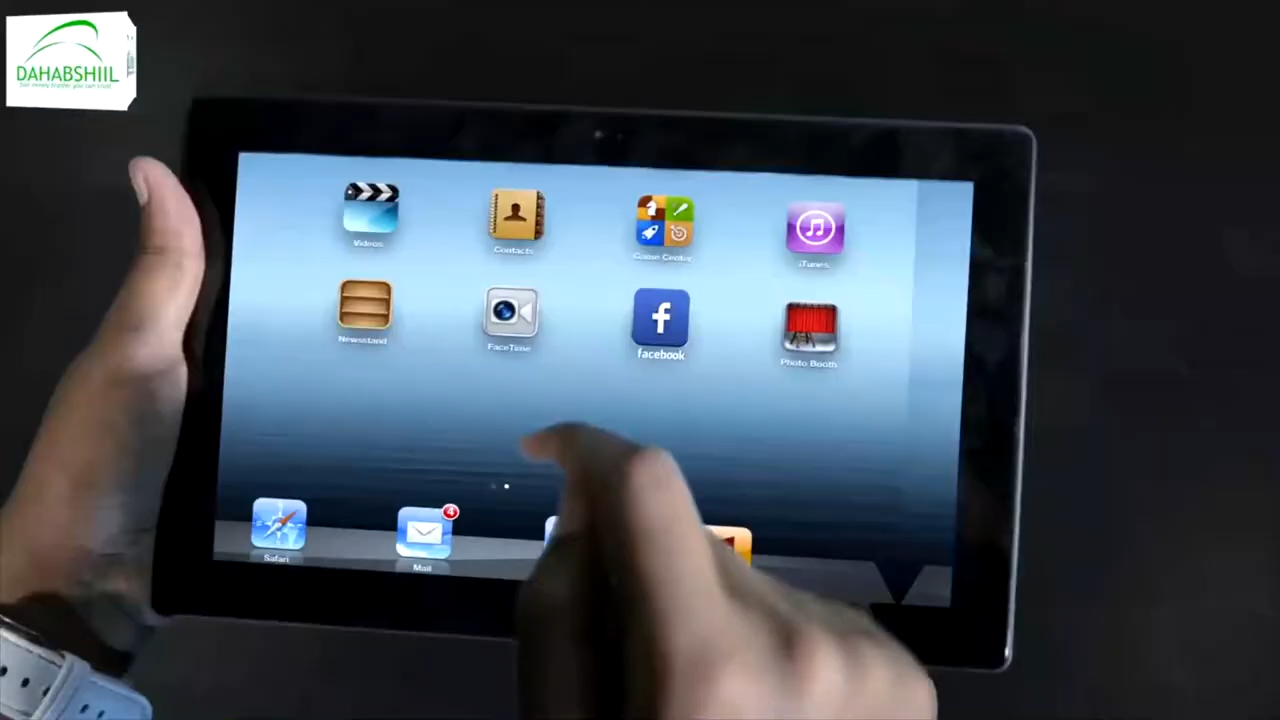 DAHABSHIIL
Videos
Contacts
Game Center
iTunes
Newsstand
FaceTime
facebook
Photo Booth
4
Safari
Mail